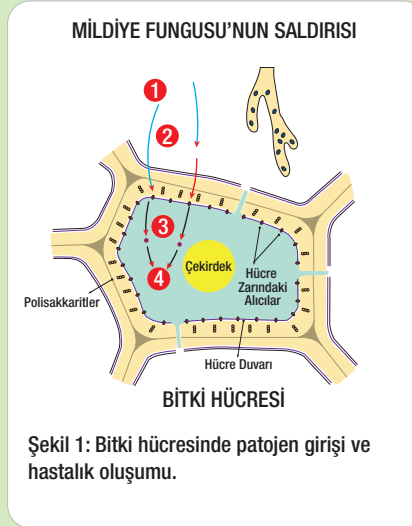 MİLDİYE FUNGUSU'NUN SALDIRISI
1
2
3
4
Çekirdek
Hücre
Zarındaki
Alıcılar
Polisakkaritler
Hücre Duvarı
BİTKİ HÜCRESİ
Şekil 1: Bitki hücresinde patojen girişi ve
hastalık oluşumu.